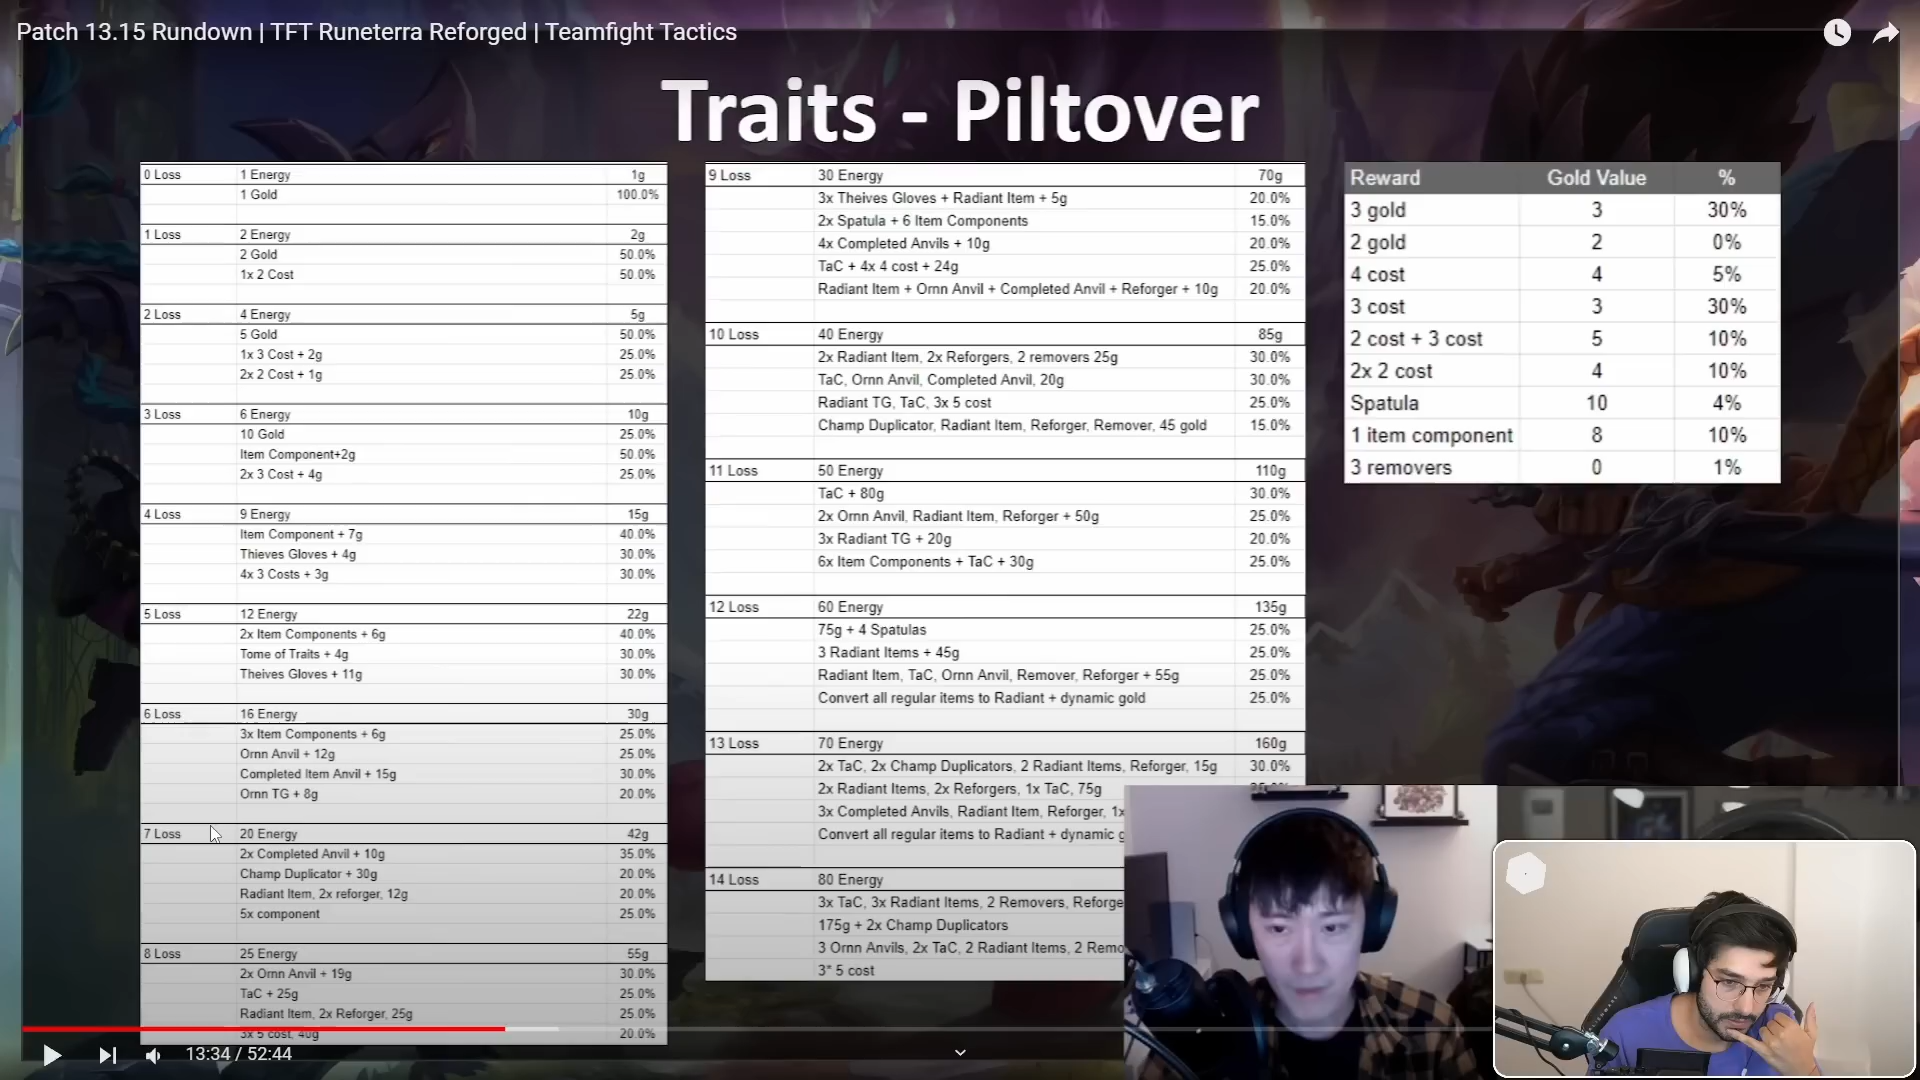 Patch 13.15 Rundown | TFT Runeterra Reforged | Teamfight Tactics
Traits - Piltover
0 Loss 1 Energy 1g
1 Gold 100.0%
1 Loss 2 Energy 2g
2 Gold 50.0%
1x 2 Cost 50.0%
2 Loss 4 Energy 5g
5 Gold 50.0%
1x 3 Cost + 2g 25.0%
2x 2 Cost + 1g 25.0%
3 Loss 6 Energy 10g
10 Gold 25.0%
Item Component+2g 50.0%
2x 3 Cost + 4g 25.0%
4 Loss 9 Energy 15g
Item Component + 7g 40.0%
Thieves Gloves + 4g 30.0%
4x 3 Costs + 3g 30.0%
5 Loss 12 Energy 22g
2x Item Components + 6g 40.0%
Tome of Traits + 4g 30.0%
Theives Gloves + 11g 30.0%
6 Loss 16 Energy 30g
3x Item Components + 6g 25.0%
Ornn Anvil + 12g 25.0%
Completed Item Anvil + 15g 30.0%
Ornn TG + 8g 20.0%
7 Loss 20 Energy 42g
2x Completed Anvil + 10g 35.0%
Champ Duplicator + 30g 20.0%
Radiant Item, 2x reforger, 12g 20.0%
5x component 25.0%
8 Loss 25 Energy 55g
2x Ornn Anvil + 19g 30.0%
TaC + 25g 25.0%
Radiant Item, 2x Reforger, 25g 25.0%
3x 5 cost, 40g 20.0%
9 Loss 30 Energy 70g
3x Theives Gloves + Radiant Item + 5g 20.0%
2x Spatula + 6 Item Components 15.0%
4x Completed Anvils + 10g 20.0%
TaC + 4x 4 cost + 24g 25.0%
Radiant Item + Ornn Anvil + Completed Anvil + Reforger + 10g 20.0%
10 Loss 40 Energy 85g
2x Radiant Item, 2x Reforgers, 2 removers 25g 30.0%
TaC, Ornn Anvil, Completed Anvil, 20g 30.0%
Radiant TG, TaC, 3x 5 cost 25.0%
Champ Duplicator, Radiant Item, Reforger, Remover, 45 gold 15.0%
11 Loss 50 Energy 110g
TaC + 80g 30.0%
2x Ornn Anvil, Radiant Item, Reforger + 50g 25.0%
3x Radiant TG + 20g 20.0%
6x Item Components + TaC + 30g 25.0%
12 Loss 60 Energy 135g
75g + 4 Spatulas 25.0%
3 Radiant Items + 45g 25.0%
Radiant Item, TaC, Ornn Anvil, Remover, Reforger + 55g 25.0%
Convert all regular items to Radiant + dynamic gold 25.0%
13 Loss 70 Energy 160g
2x TaC, 2x Champ Duplicators, 2 Radiant Items, Reforger, 15g 30.0%
2x Radiant Items, 2x Reforgers, 1x TaC, 75g
3x Completed Anvils, Radiant Item, Reforger, 1x
Convert all regular items to Radiant + dynamic g
14 Loss 80 Energy
3x TaC, 3x Radiant Items, 2 Removers, Reforge
175g + 2x Champ Duplicators
3 Ornn Anvils, 2x TaC, 2 Radiant Items, 2 Remo
3* 5 cost
Reward Gold Value %
3 gold 3 30%
2 gold 2 0%
4 cost 4 5%
3 cost 3 30%
2 cost + 3 cost 5 10%
2x 2 cost 4 10%
Spatula 10 4%
1 item component 8 10%
3 removers 0 1%
13:34 / 52:44